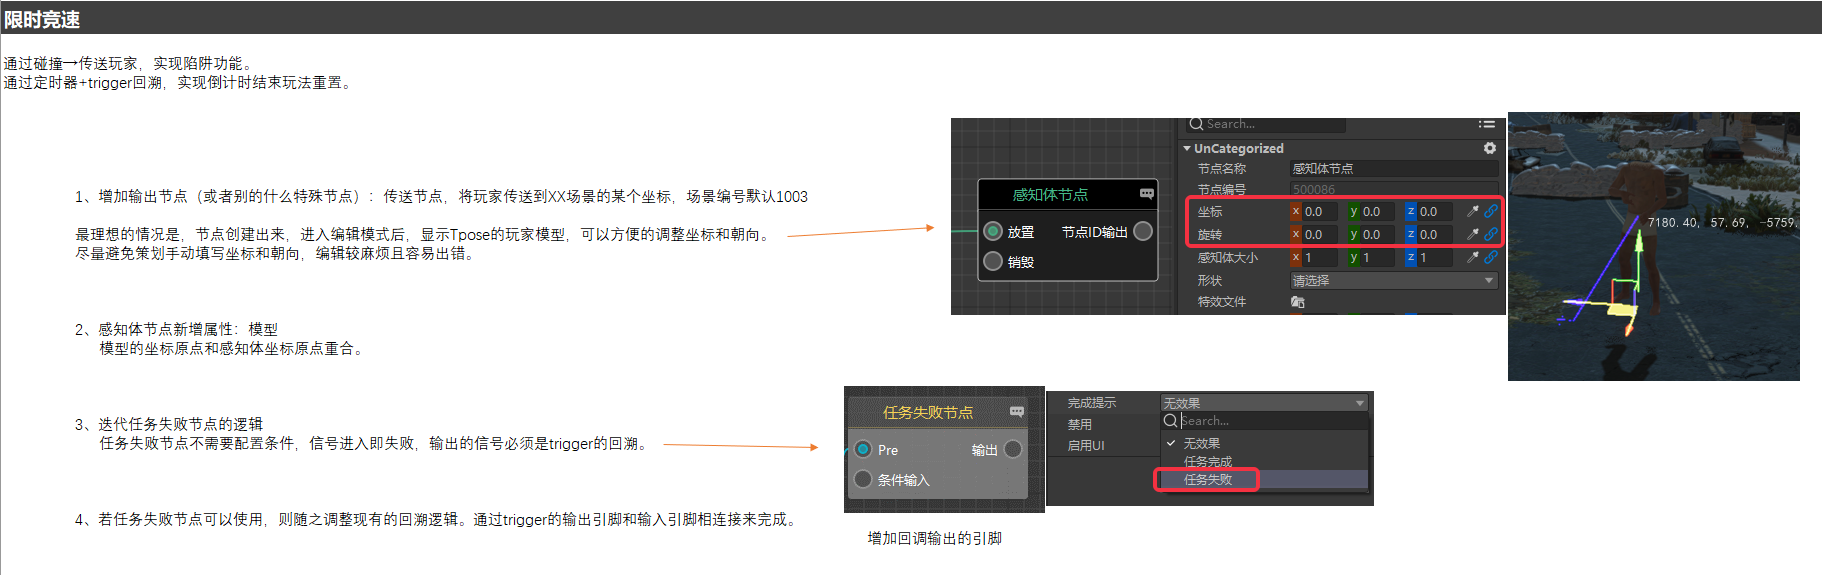 限时竞速
通过碰撞→传送玩家，实现陷阱功能。
通过定时器+trigger回溯，实现倒计时结束玩法重置。
1、增加输出节点（或者别的什么特殊节点）：传送节点，将玩家传送到XX场景的某个坐标，场景编号默认1003
最理想的情况是，节点创建出来，进入编辑模式后，显示Tpose的玩家模型，可以方便的调整坐标和朝向。
尽量避免策划手动填写坐标和朝向，编辑较麻烦且容易出错。
感知体节点
放置 节点ID输出
销毁
Search...
UnCategorized
节点名称 感知体节点
节点编号 500086
坐标 x 0.0 y 0.0 z 0.0
旋转 x 0.0 y 0.0 z 0.0
感知体大小 x 1 y 1 z 1
形状 请选择
特效文件
7180.40, 57.69, -5759.
2、感知体节点新增属性：模型
模型的坐标原点和感知体坐标原点重合。
3、迭代任务失败节点的逻辑
任务失败节点不需要配置条件，信号进入即失败，输出的信号必须是trigger的回溯。
任务失败节点
Pre 输出
条件输入
完成提示 无效果
禁用 Search...
启用UI 无效果
任务完成
任务失败
4、若任务失败节点可以使用，则随之调整现有的回溯逻辑。通过trigger的输出引脚和输入引脚相连接来完成。
增加回调输出的引脚